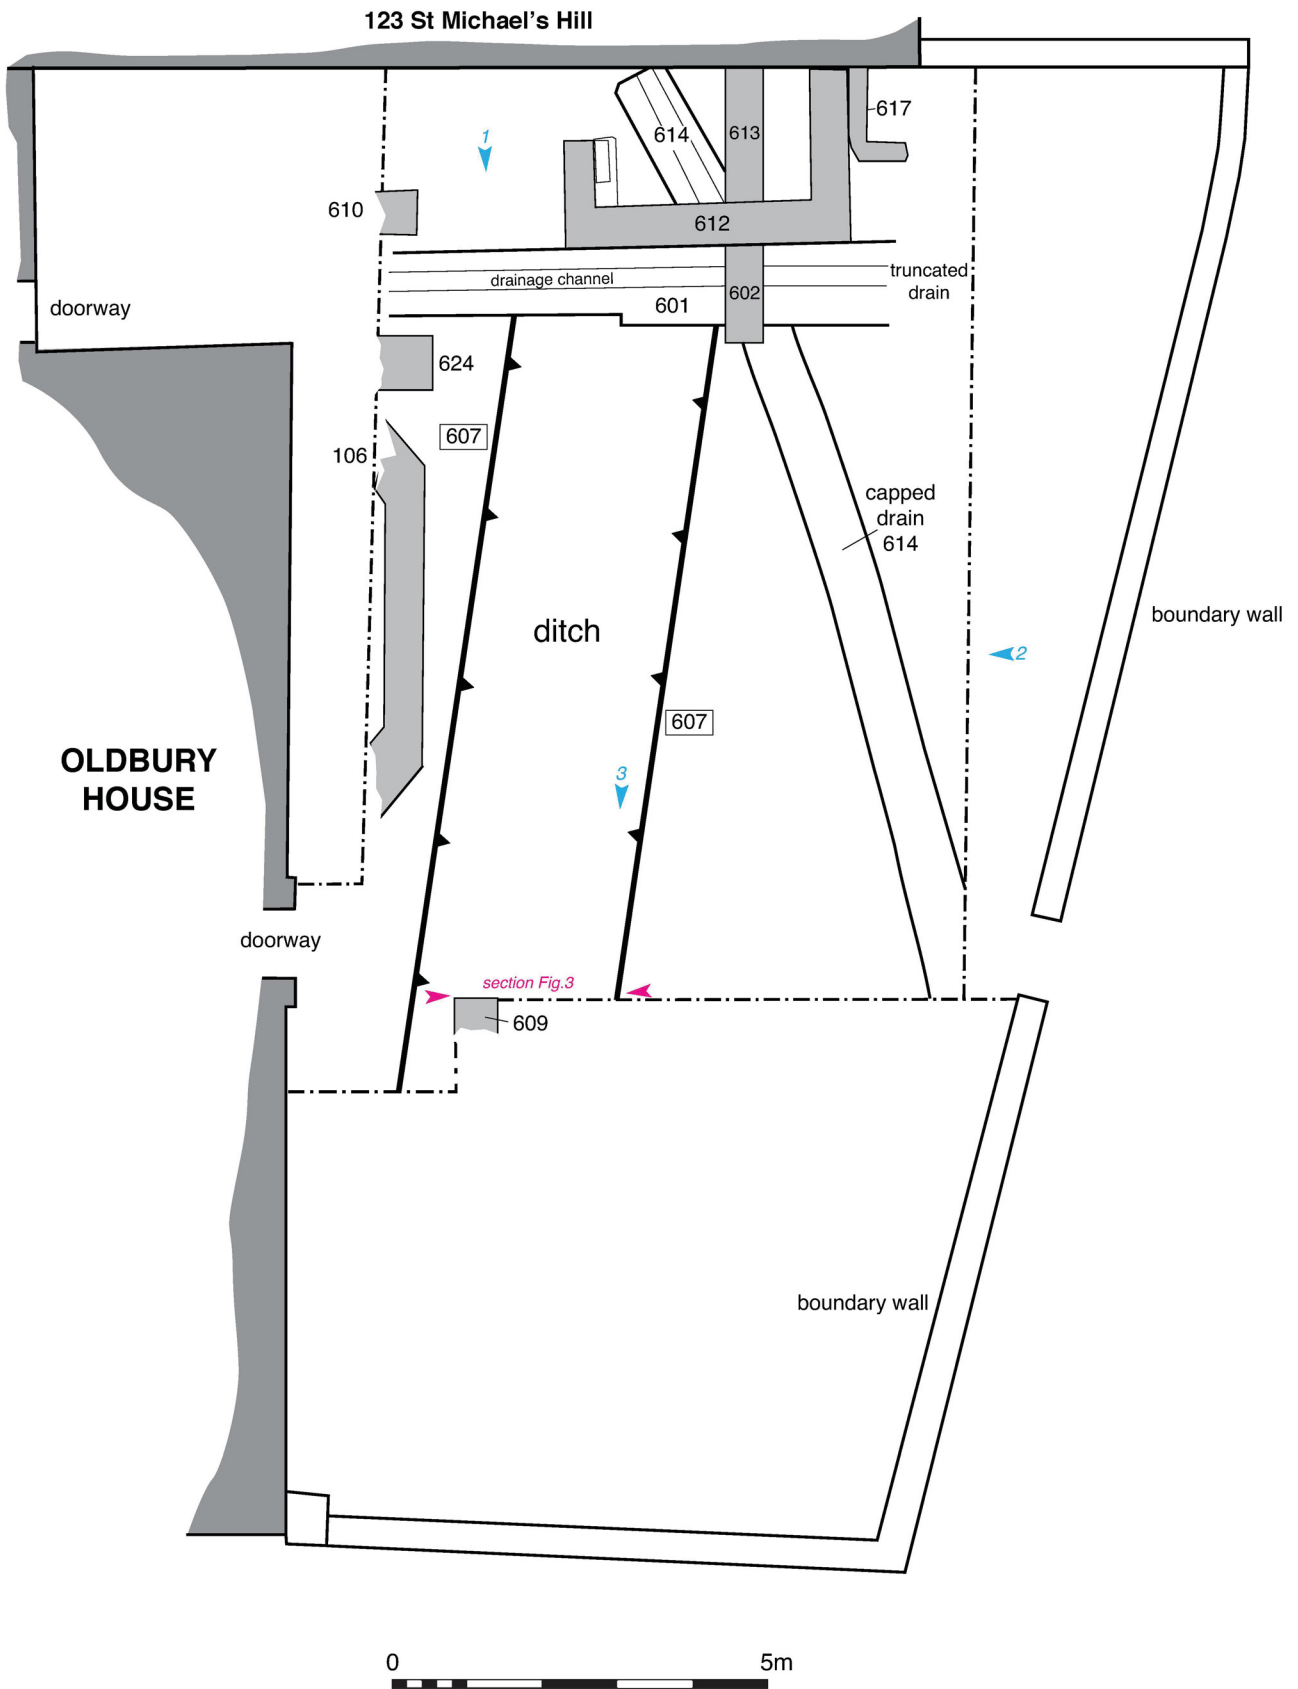 123 St Michael's Hill
617
1
614
613
610
612
drainage channel
truncated
drain
602
601
doorway
624
607
106
capped
drain
614
ditch
boundary wall
2
607
OLDBURY
HOUSE
3
doorway
section Fig.3
609
boundary wall
0
5m